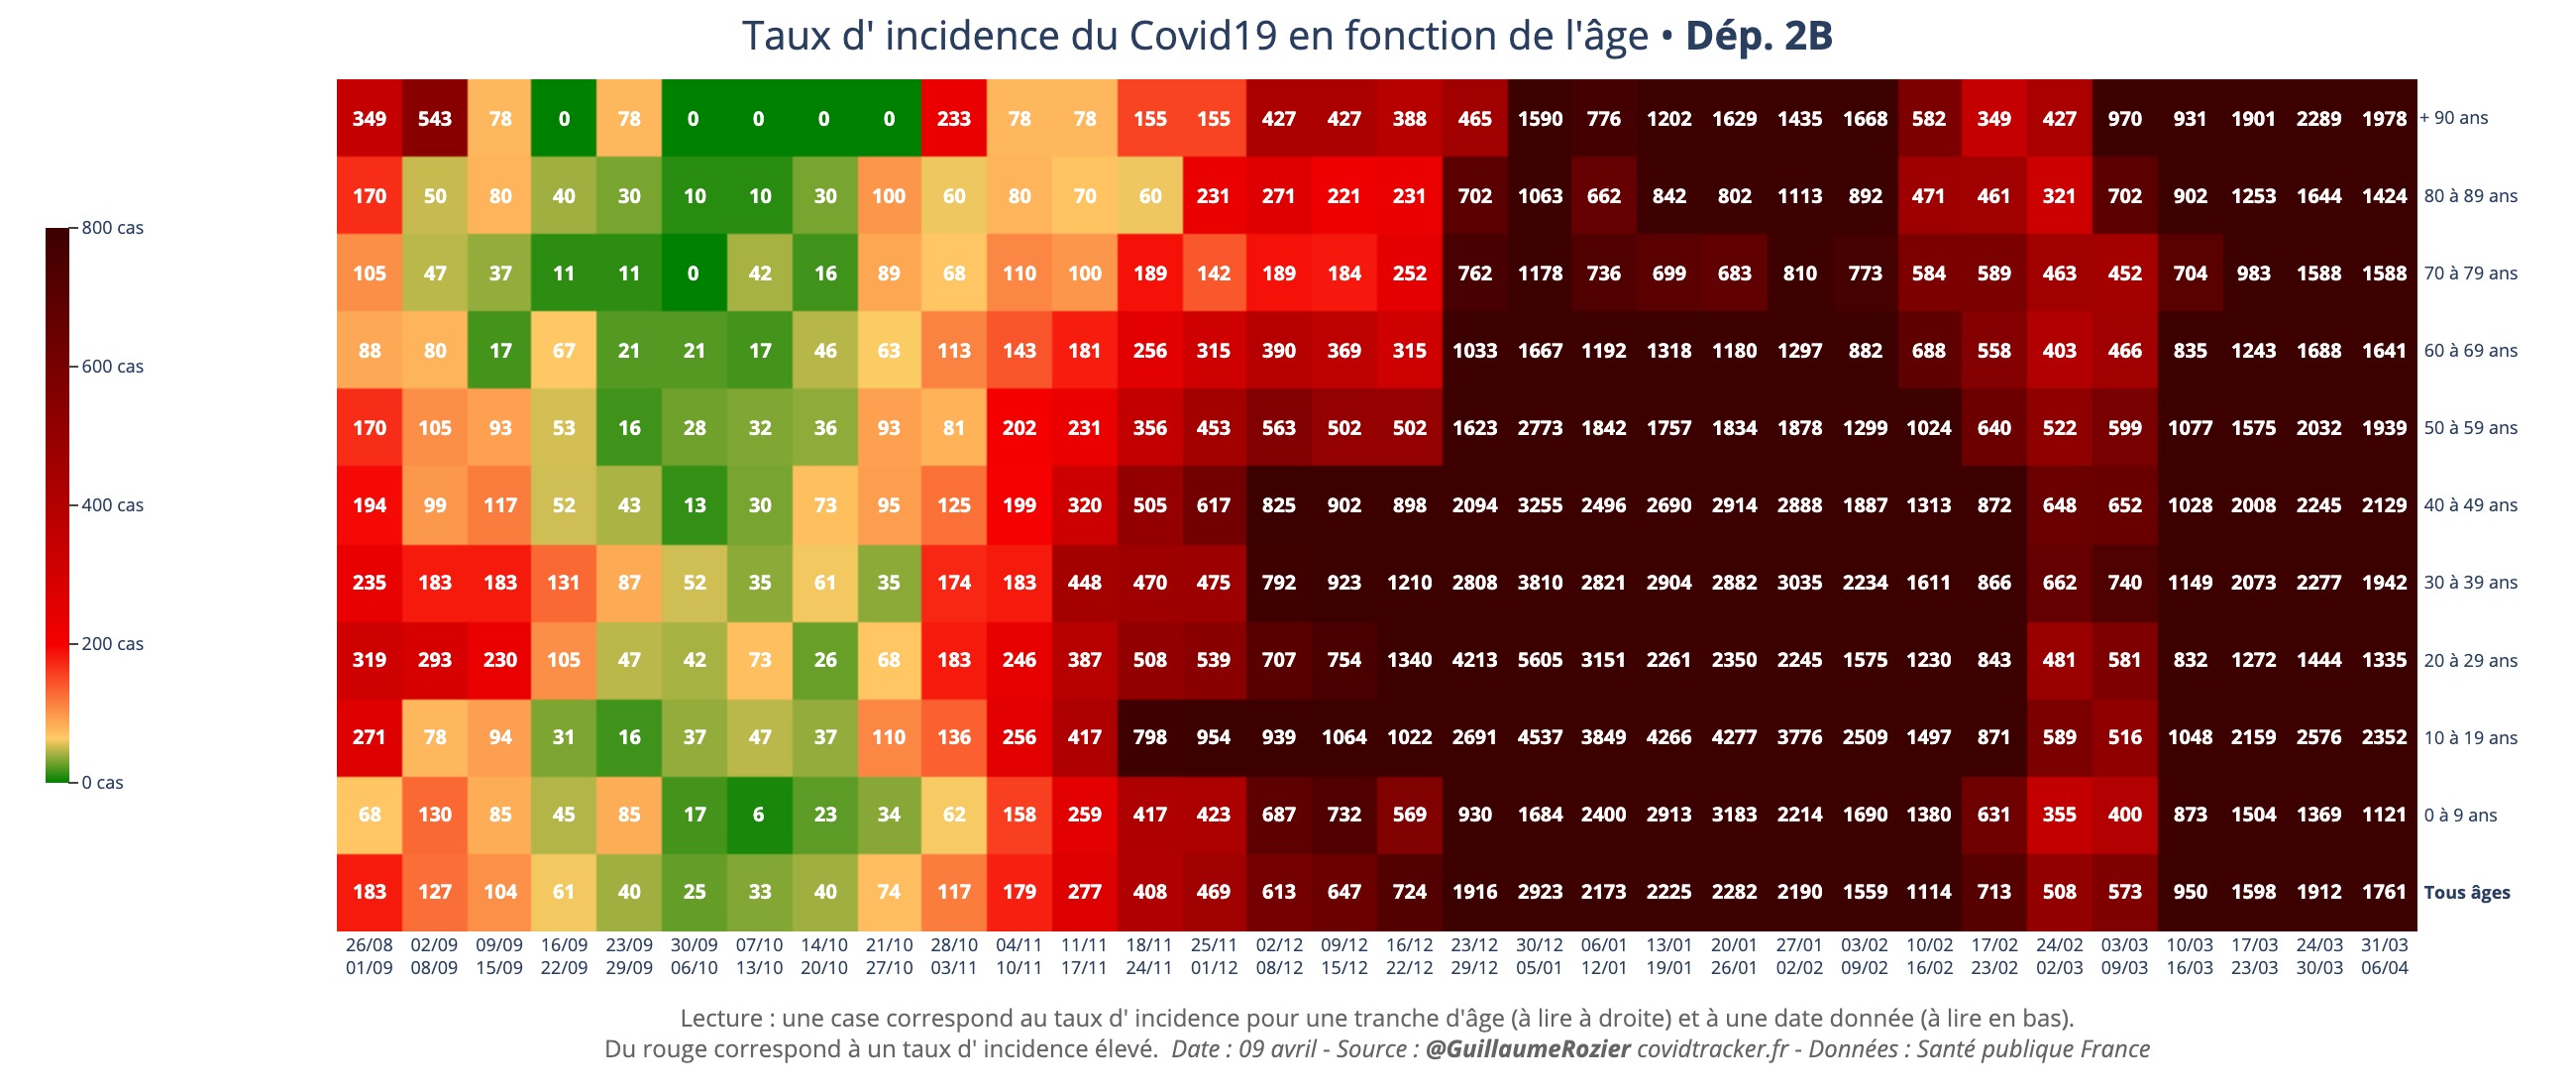 Taux d' incidence du Covid19 en fonction de l'âge • Dép. 2B
800 cas
600 cas
400 cas
200 cas
0 cas
349 543 78 0 78 0 0 0 0 233 78 78 155 155 427 427 388 465 1590 776 1202 1629 1435 1668 582 349 427 970 931 1901 2289 1978 + 90 ans
170 50 80 40 30 10 10 30 100 60 80 70 60 231 271 221 231 702 1063 662 842 802 1113 892 471 461 321 702 902 1253 1644 1424 80 à 89 ans
105 47 37 11 11 0 42 16 89 68 110 100 189 142 189 184 252 762 1178 736 699 683 810 773 584 589 463 452 704 983 1588 1588 70 à 79 ans
88 80 17 67 21 21 17 46 63 113 143 181 256 315 390 369 315 1033 1667 1192 1318 1180 1297 882 688 558 403 466 835 1243 1688 1641 60 à 69 ans
170 105 93 53 16 28 32 36 93 81 202 231 356 453 563 502 502 1623 2773 1842 1757 1834 1878 1299 1024 640 522 599 1077 1575 2032 1939 50 à 59 ans
194 99 117 52 43 13 30 73 95 125 199 320 505 617 825 902 898 2094 3255 2496 2690 2914 2888 1887 1313 872 648 652 1028 2008 2245 2129 40 à 49 ans
235 183 183 131 87 52 35 61 35 174 183 448 470 475 792 923 1210 2808 3810 2821 2904 2882 3035 2234 1611 866 662 740 1149 2073 2277 1942 30 à 39 ans
319 293 230 105 47 42 73 26 68 183 246 387 508 539 707 754 1340 4213 5605 3151 2261 2350 2245 1575 1230 843 481 581 832 1272 1444 1335 20 à 29 ans
271 78 94 31 16 37 47 37 110 136 256 417 798 954 939 1064 1022 2691 4537 3849 4266 4277 3776 2509 1497 871 589 516 1048 2159 2576 2352 10 à 19 ans
68 130 85 45 85 17 6 23 34 62 158 259 417 423 687 732 569 930 1684 2400 2913 3183 2214 1690 1380 631 355 400 873 1504 1369 1121 0 à 9 ans
183 127 104 61 40 25 33 40 74 117 179 277 408 469 613 647 724 1916 2923 2173 2225 2282 2190 1559 1114 713 508 573 950 1598 1912 1761 Tous âges
26/08 02/09 09/09 16/09 23/09 30/09 07/10 14/10 21/10 28/10 04/11 11/11 18/11 25/11 02/12 09/12 16/12 23/12 30/12 06/01 13/01 20/01 27/01 03/02 10/02 17/02 24/02 03/03 10/03 17/03 24/03 31/03
01/09 08/09 15/09 22/09 29/09 06/10 13/10 20/10 27/10 03/11 10/11 17/11 24/11 01/12 08/12 15/12 22/12 29/12 05/01 12/01 19/01 26/01 02/02 09/02 16/02 23/02 02/03 09/03 16/03 23/03 30/03 06/04
Lecture : une case correspond au taux d' incidence pour une tranche d'âge (à lire à droite) et à une date donnée (à lire en bas).
Du rouge correspond à un taux d' incidence élevé. Date : 09 avril - Source : @GuillaumeRozier covidtracker.fr - Données : Santé publique France